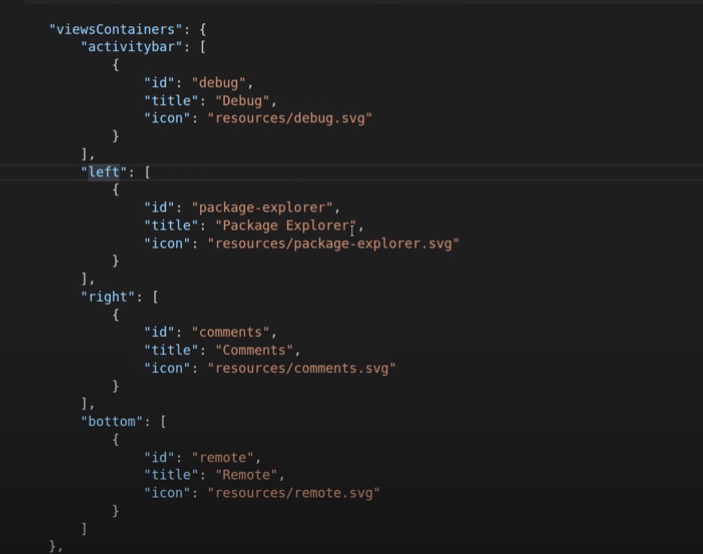 "viewsContainers": {
"activitybar": [
{
"id": "debug",
"title": "Debug",
"icon": "resources/debug.svg"
}
],
"left": [
{
"id": "package-explorer",
"title": "Package Explorer",
"icon": "resources/package-explorer.svg"
}
],
"right": [
{
"id": "comments",
"title": "Comments",
"icon": "resources/comments.svg"
}
],
"bottom": [
{
"id": "remote",
"title": "Remote",
"icon": "resources/remote.svg"
}
]
},